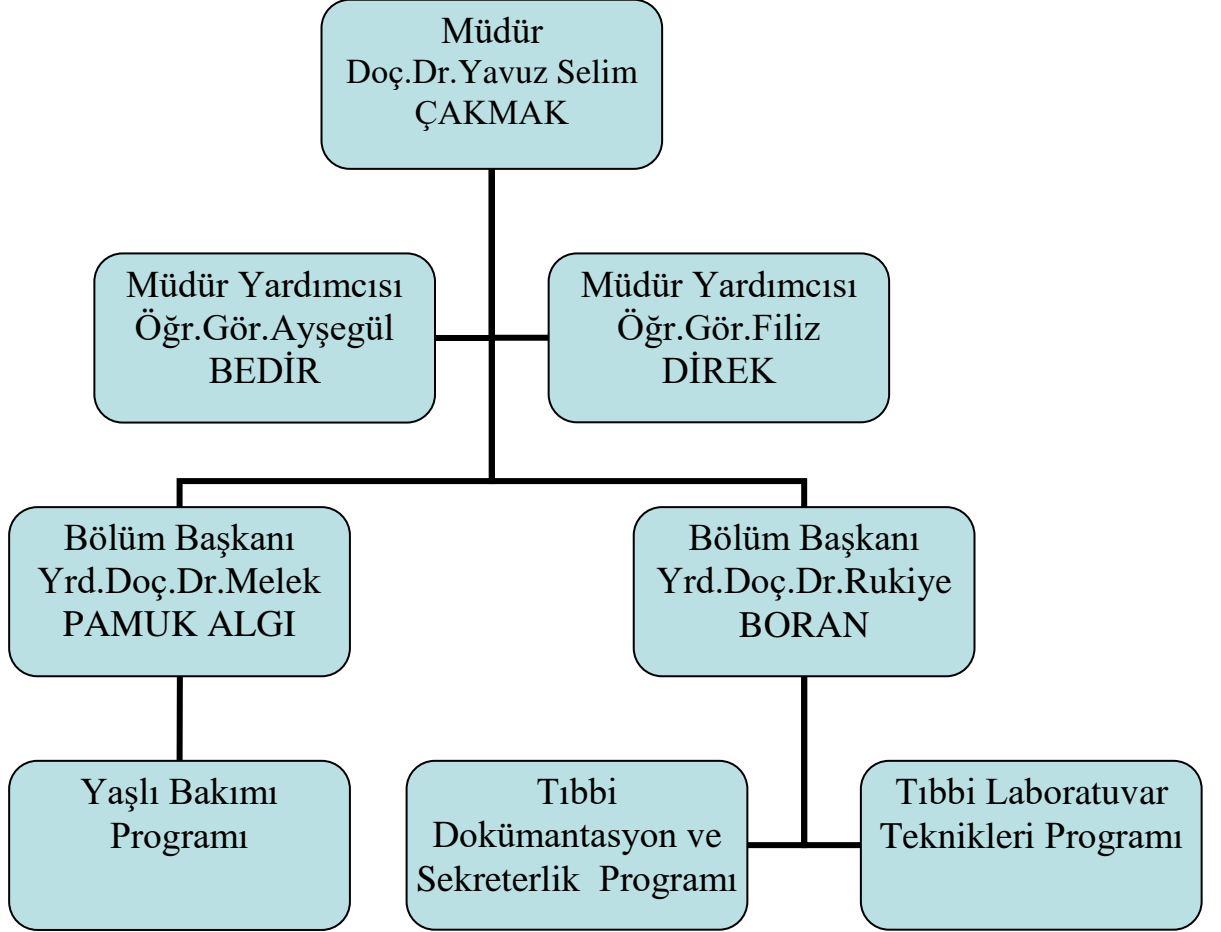 Müdür
Doç.Dr.Yavuz Selim
ÇAKMAK
Müdür Yardımcısı
Öğr.Gör.Ayşegül
BEDİR
Müdür Yardımcısı
Öğr.Gör.Filiz
DİREK
Bölüm Başkanı
Yrd.Doç.Dr.Melek
PAMUK ALGI
Bölüm Başkanı
Yrd.Doç.Dr.Rukiye
BORAN
Yaşlı Bakımı
Programı
Tıbbi
Dokümantasyon ve
Sekreterlik  Programı
Tıbbi Laboratuvar
Teknikleri Programı